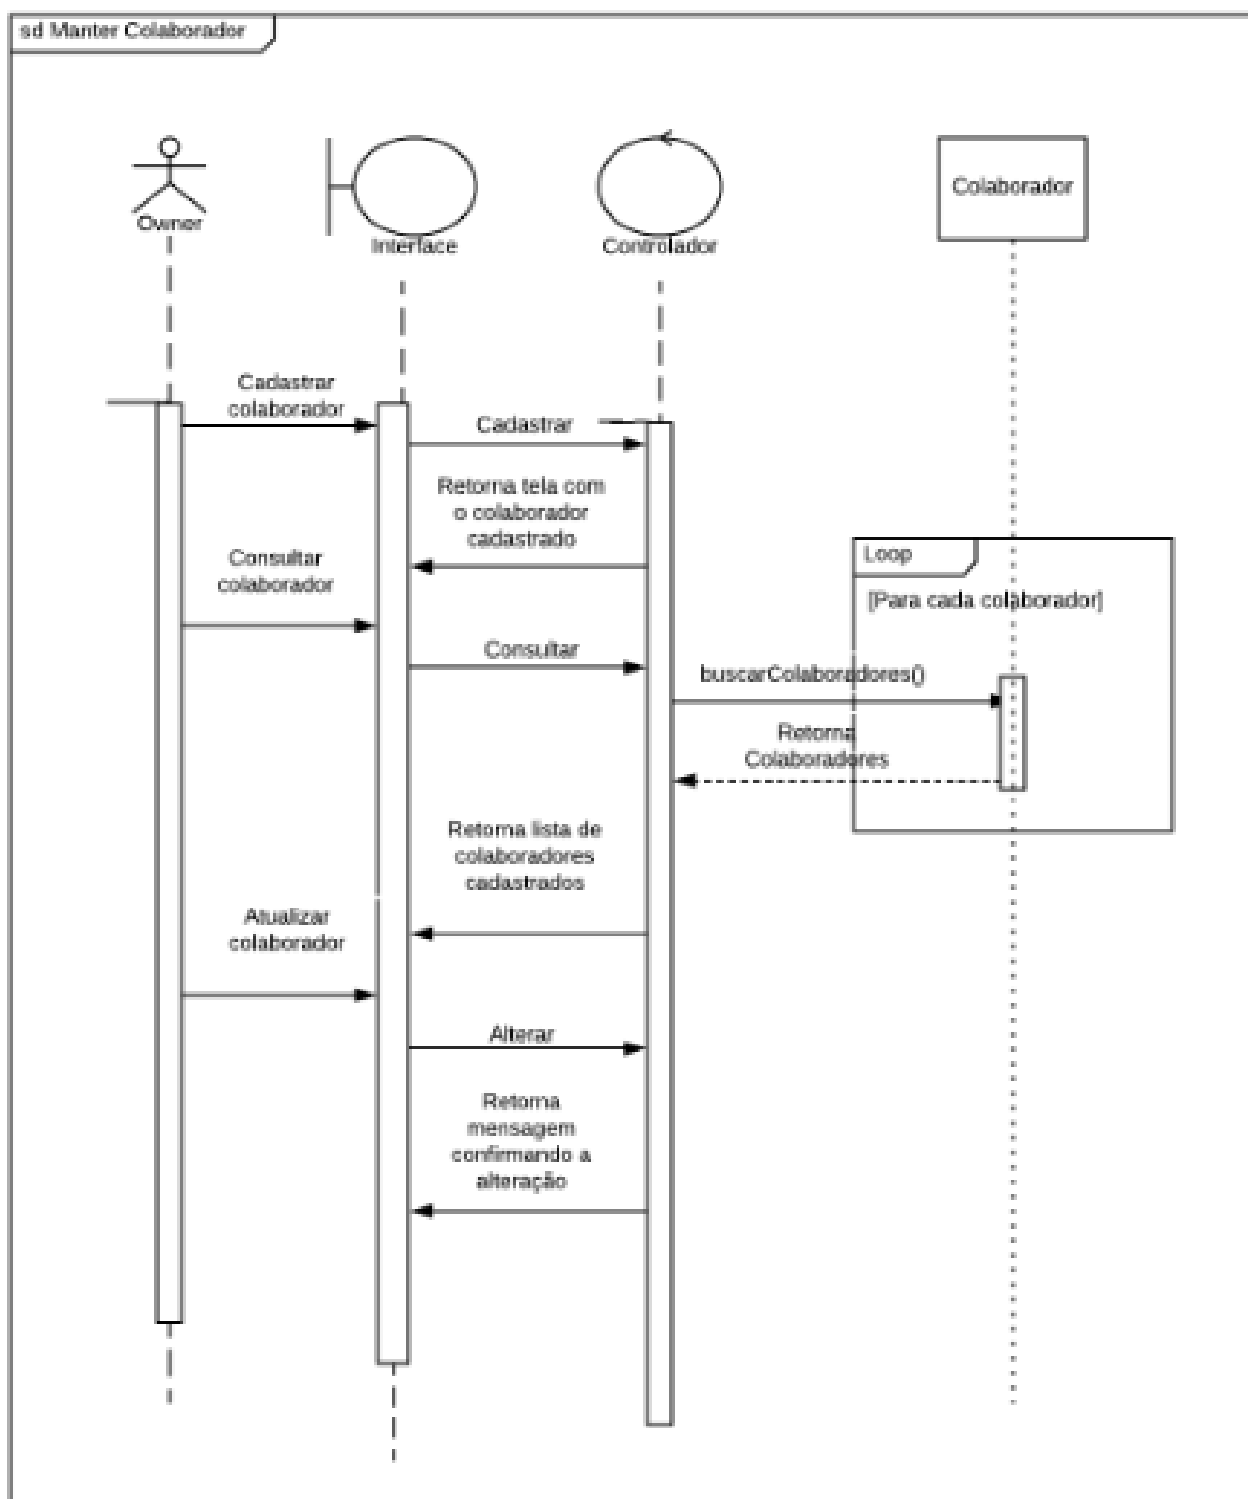 sd Manter Colaborador
Owner
Interface
Controlador
Colaborador
Cadastrar
colaborador
Cadastrar
Retorna tela com
o colaborador
cadastrado
Consultar
colaborador
Loop
[Para cada colaborador]
Consultar
buscarColaboradores()
Retorna
Colaboradores
Retorna lista de
colaboradores
cadastrados
Atualizar
colaborador
Alterar
Retorna
mensagem
confirmando a
alteração